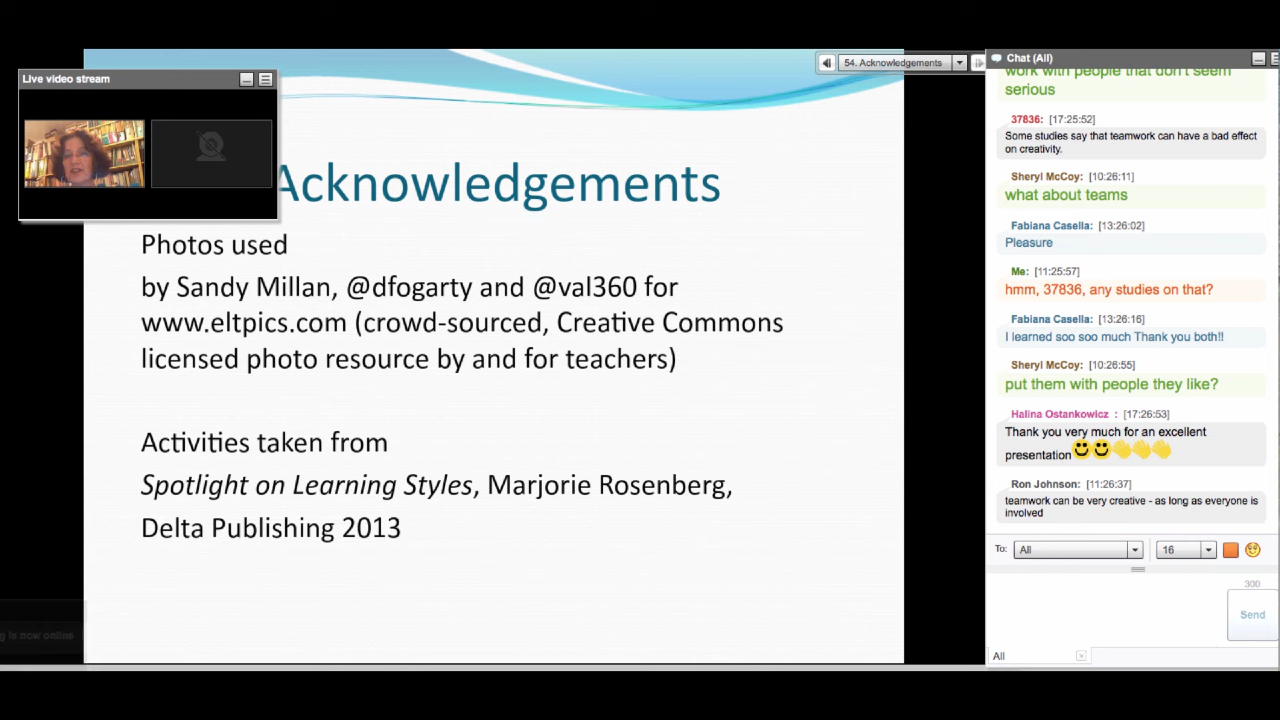 Live video stream
54. Acknowledgements
Acknowledgements
Photos used
by Sandy Millan, @dfogarty and @val360 for
www.eltpics.com (crowd-sourced, Creative Commons
licensed photo resource by and for teachers)
Activities taken from
Spotlight on Learning Styles, Marjorie Rosenberg,
Delta Publishing 2013
g is now online
Chat (All)
work with people that don't seem
serious
37836: [17:25:52]
Some studies say that teamwork can have a bad effect
on creativity.
Sheryl McCoy: [10:26:11]
what about teams
Fabiana Casella: [13:26:02]
Pleasure
Me: [11:25:57]
hmm, 37836, any studies on that?
Fabiana Casella: [13:26:16]
I learned soo soo much Thank you both!!
Sheryl McCoy: [10:26:55]
put them with people they like?
Halina Ostankowicz : [17:26:53]
Thank you very much for an excellent
presentation
Ron Johnson: [11:26:37]
teamwork can be very creative - as long as everyone is
involved
To: All 16
300
Send
All